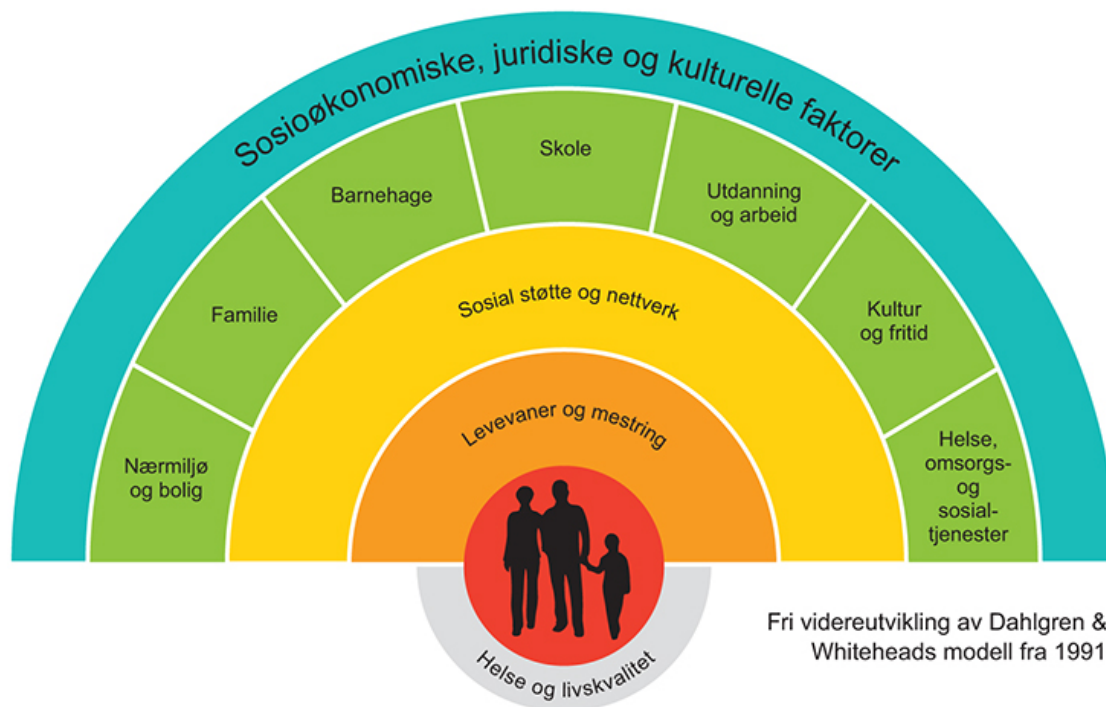 Sosioøkonomiske, juridiske og kulturelle faktorer
Nærmiljø
og bolig
Familie
Barnehage
Skole
Utdanning
og arbeid
Kultur
og fritid
Helse,
omsorgs-
og
sosial-
tjenester
Sosial støtte og nettverk
Levevaner og mestring
Helse og livskvalitet
Fri videreutvikling av Dahlgren &
Whiteheads modell fra 1991